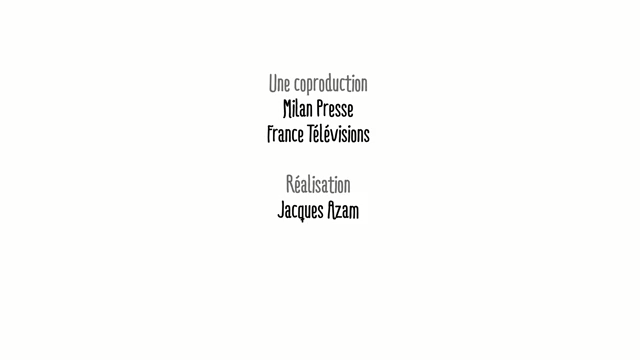 Une coproduction
Milan Presse
France Télévisions
Réalisation
Jacques Azam